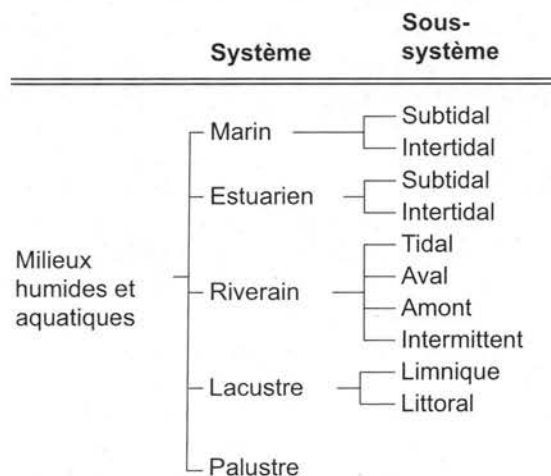 Système
Sous-
système
Marin
Subtidal
Intertidal
Estuarien
Subtidal
Intertidal
Milieux
humides et
aquatiques
Riverain
Tidal
Aval
Amont
Intermittent
Lacustre
Limnique
Littoral
Palustre